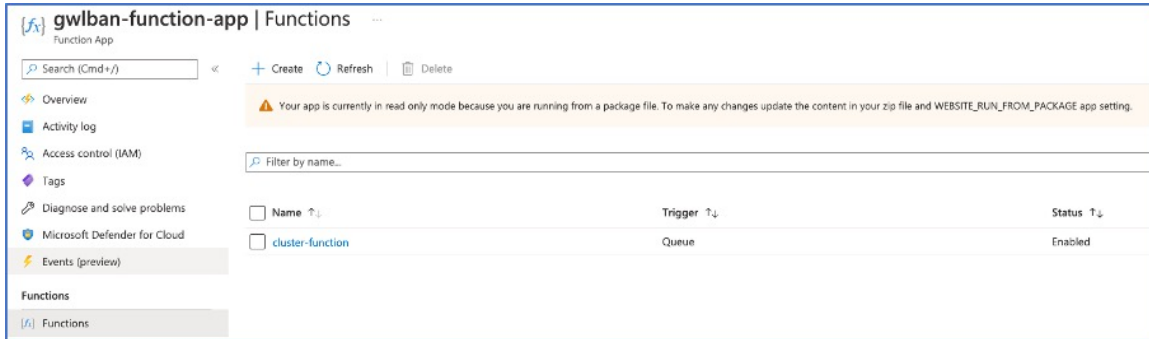 gwlban-function-app | Functions ...
Function App
Search (Cmd+/)
«
+ Create Refresh Delete
Overview
Activity log
Access control (IAM)
Tags
Diagnose and solve problems
Microsoft Defender for Cloud
Events (preview)
Functions
Functions
Your app is currently in read only mode because you are running from a package file. To make any changes update the content in your zip file and WEBSITE_RUN_FROM_PACKAGE app setting.
Filter by name...
Name ↑↓ Trigger ↑↓ Status ↑↓
cluster-function Queue Enabled